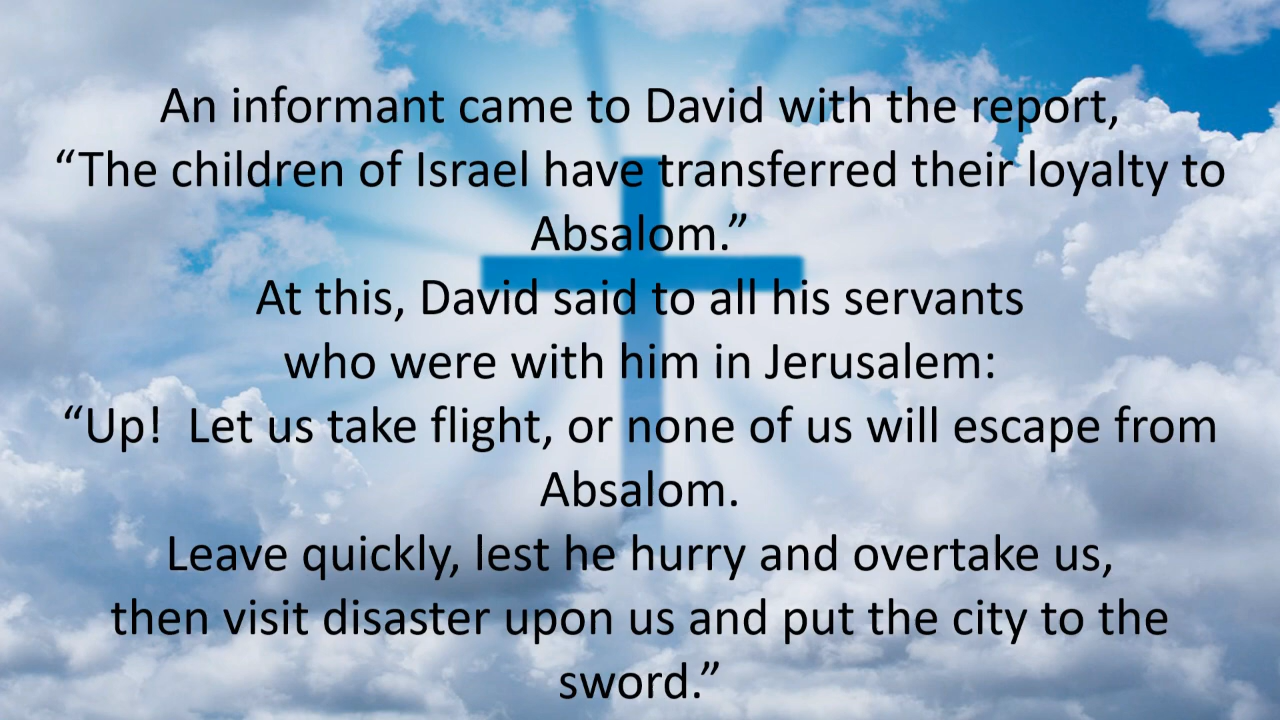 An informant came to David with the report,
“The children of Israel have transferred their loyalty to
Absalom.”
At this, David said to all his servants
who were with him in Jerusalem:
“Up!  Let us take flight, or none of us will escape from
Absalom.
Leave quickly, lest he hurry and overtake us,
then visit disaster upon us and put the city to the
sword.”